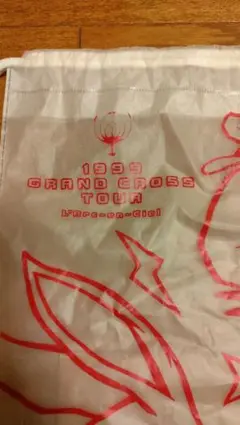 1999
GRAND CROSS
TOUR
L'Arc~en~Ciel